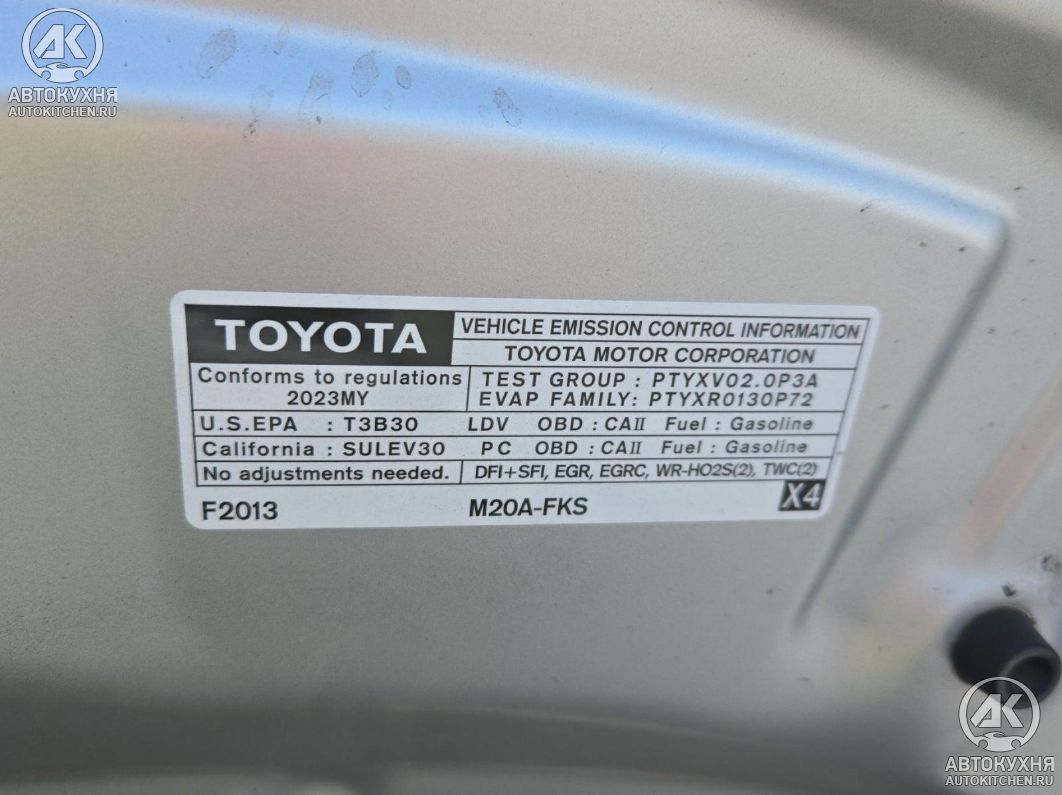 AK
АВТОКУХНЯ
AUTOKITCHEN.RU
TOYOTA
VEHICLE EMISSION CONTROL INFORMATION
TOYOTA MOTOR CORPORATION
Conforms to regulations
2023MY
TEST GROUP : PTYXV02.0P3A
EVAP FAMILY: PTYXR0130P72
U.S.EPA : T3B30 LDV OBD : CAII Fuel : Gasoline
California : SULEV30 PC OBD : CAII Fuel : Gasoline
No adjustments needed. DFI+SFI, EGR, EGRC, WR-HO2S(2), TWC(2)
F2013 M20A-FKS X4
AK
АВТОКУХНЯ
AUTOKITCHEN.RU